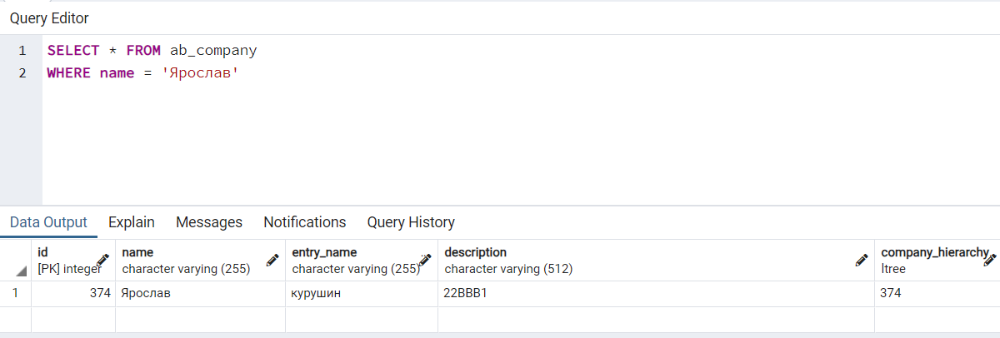 Query Editor
1 SELECT * FROM ab_company
2 WHERE name = 'Ярослав'
Data Output Explain Messages Notifications Query History
id name entry_name description company_hierarchy
[PK] integer character varying (255) character varying (255) character varying (512) ltree
1 374 Ярослав курушин 22BBB1 374